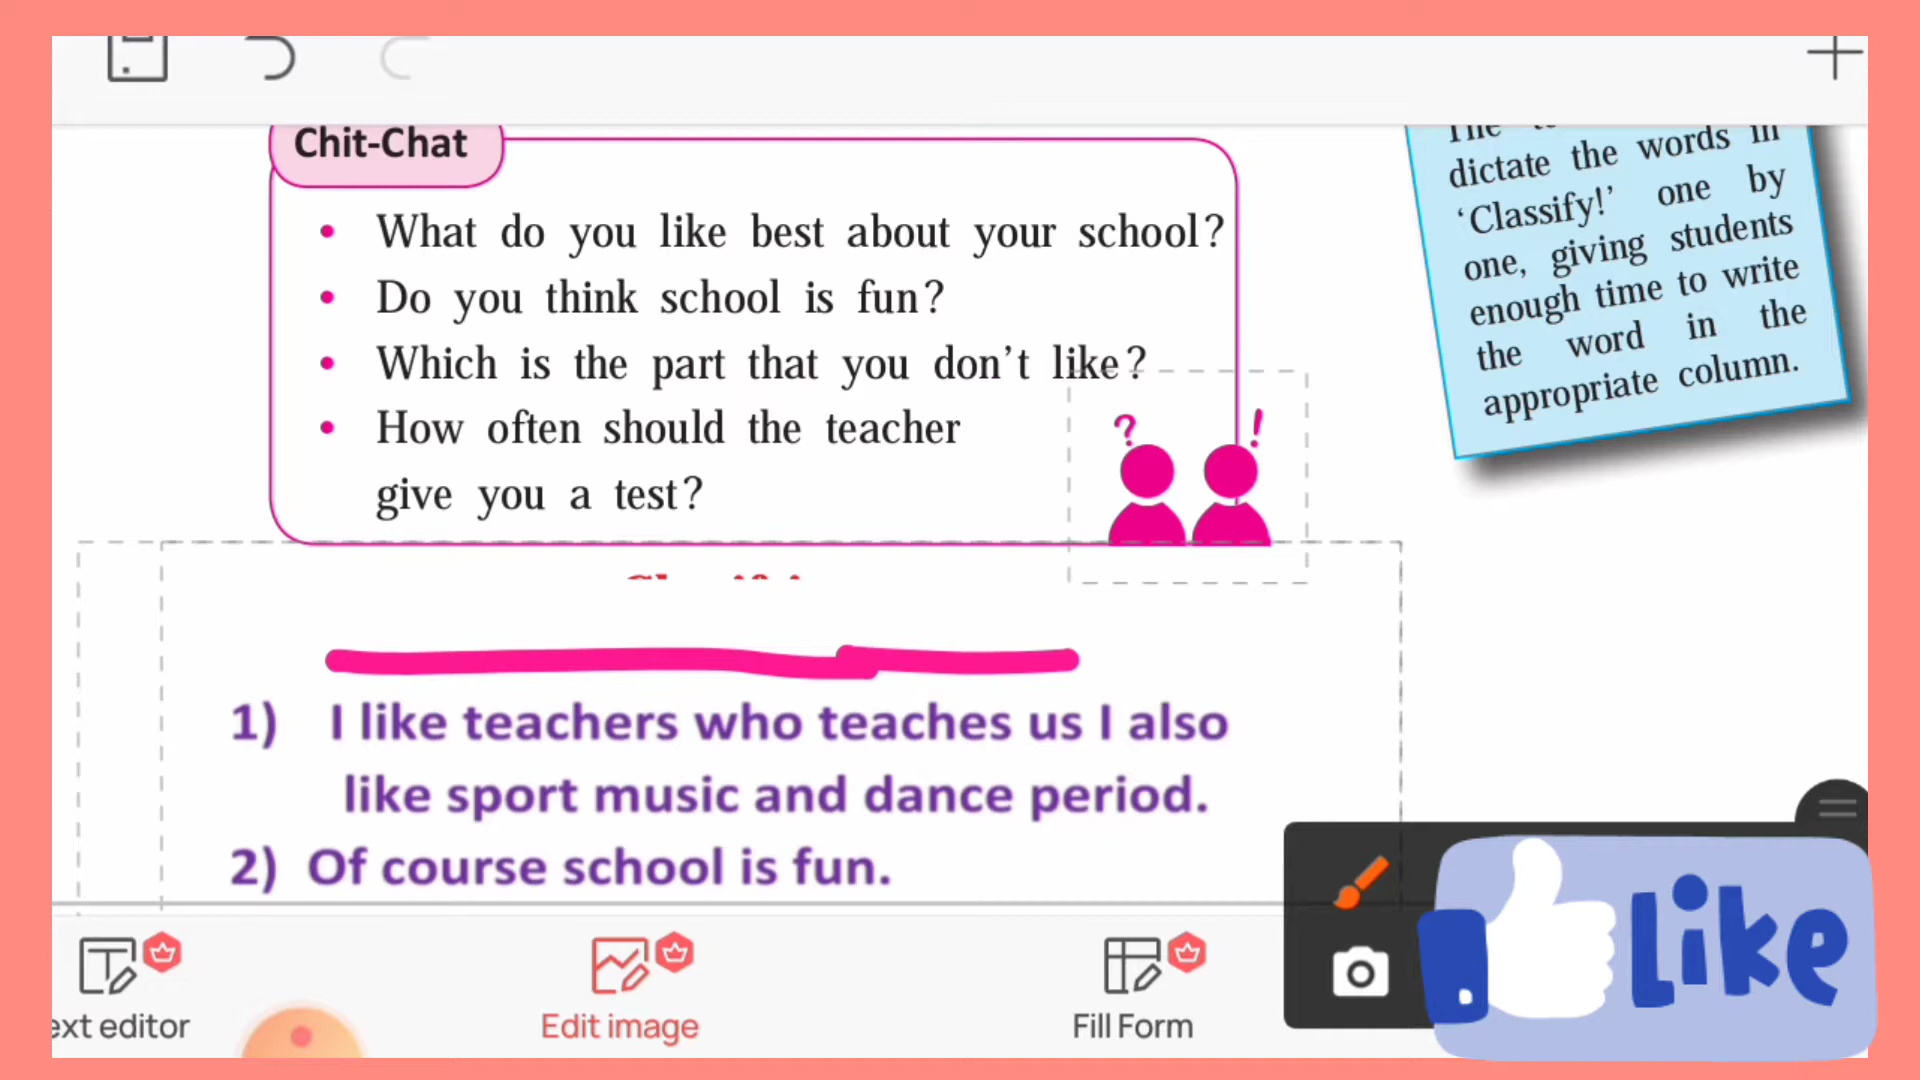 Chit-Chat
• What do you like best about your school?
• Do you think school is fun?
• Which is the part that you don't like?
• How often should the teacher
give you a test?
? !
The
dictate the words in
‘Classify!’ one by
one, giving students
enough time to write
the word in the
appropriate column.
1) I like teachers who teaches us I also
like sport music and dance period.
2) Of course school is fun.
ext editor
Edit image
Fill Form
Like